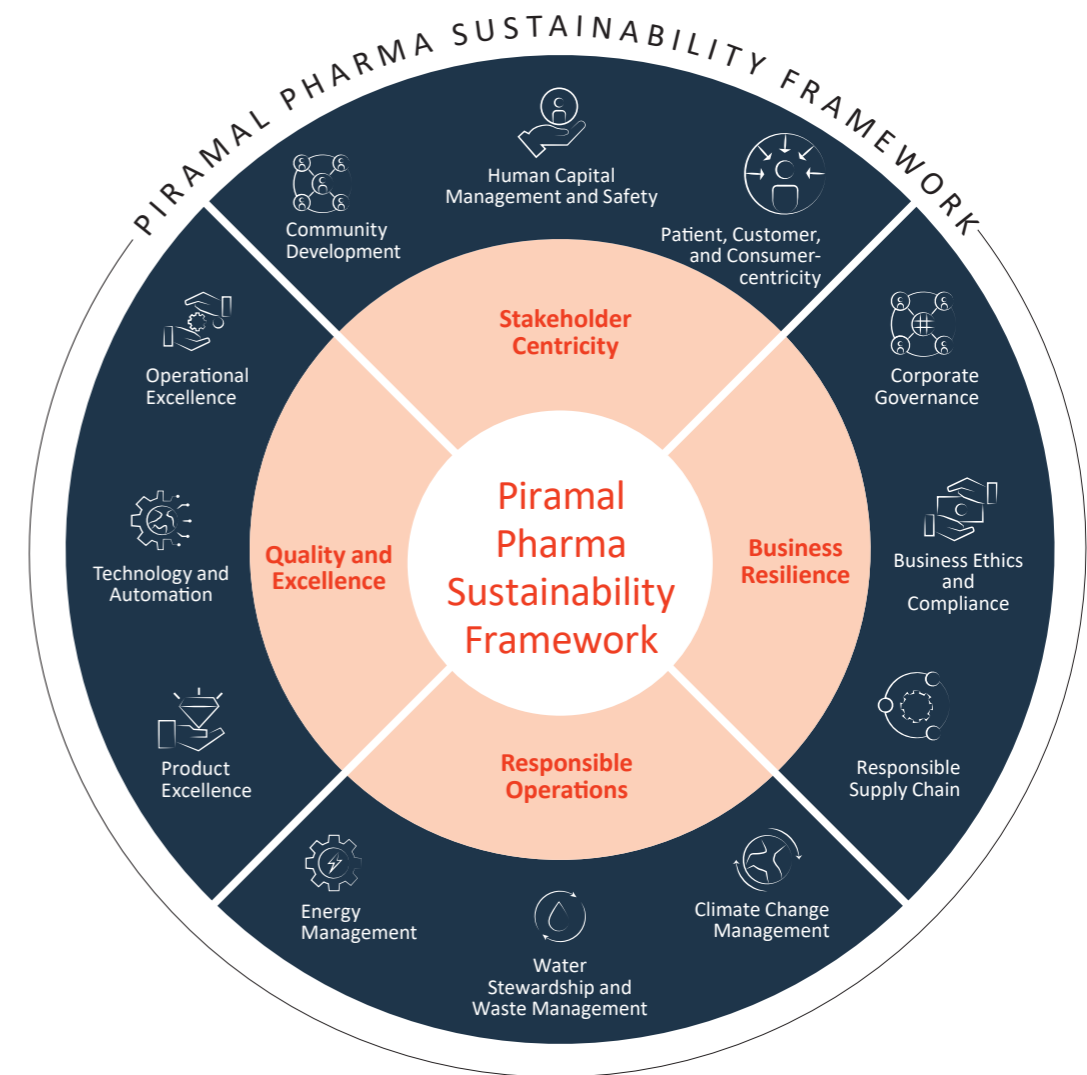 PIRAMAL PHARMA SUSTAINABILITY FRAMEWORK
Community
Development
Human Capital
Management and Safety
Patient, Customer,
and Consumer-
centricity
Stakeholder
Centricity
Operational
Excellence
Technology and
Automation
Product
Excellence
Quality and
Excellence
Piramal
Pharma
Sustainability
Framework
Business
Resilience
Corporate
Governance
Business Ethics
and
Compliance
Responsible
Supply Chain
Responsible
Operations
Energy
Management
Water
Stewardship and
Waste Management
Climate Change
Management